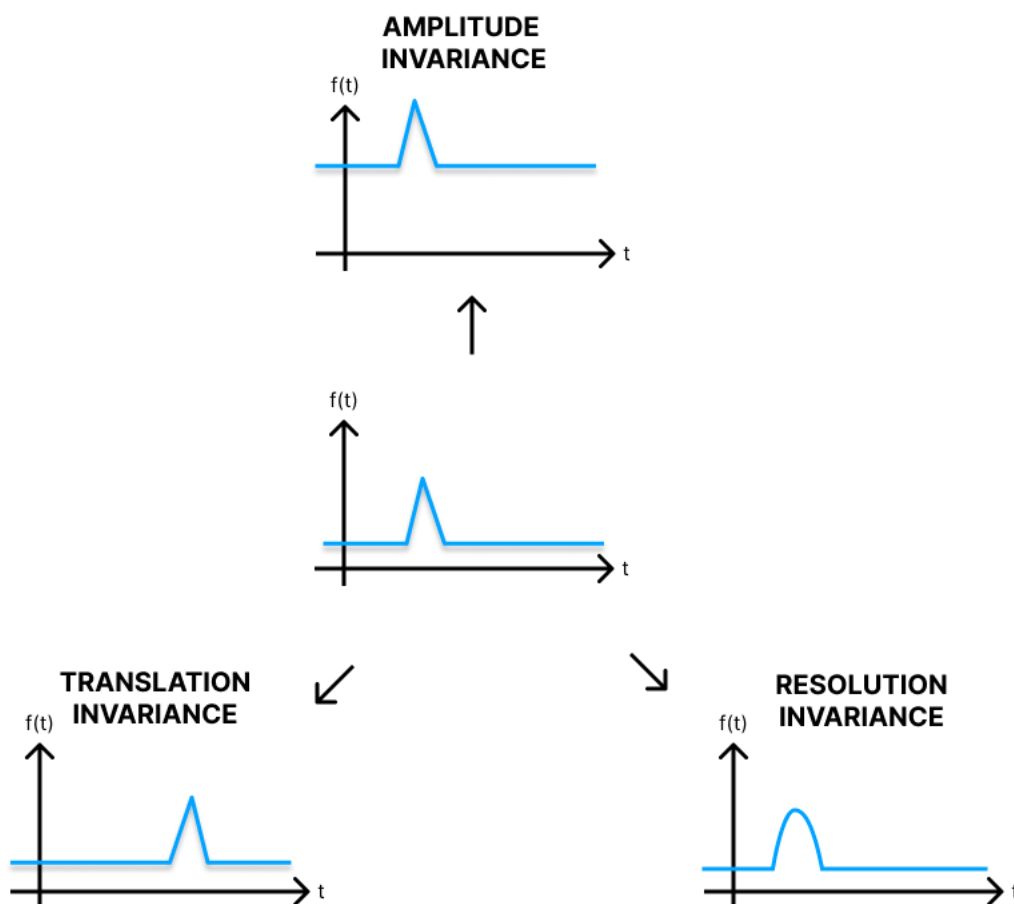 AMPLITUDE
INVARIANCE
f(t)
t
f(t)
t
TRANSLATION
INVARIANCE
f(t)
t
RESOLUTION
INVARIANCE
f(t)
t